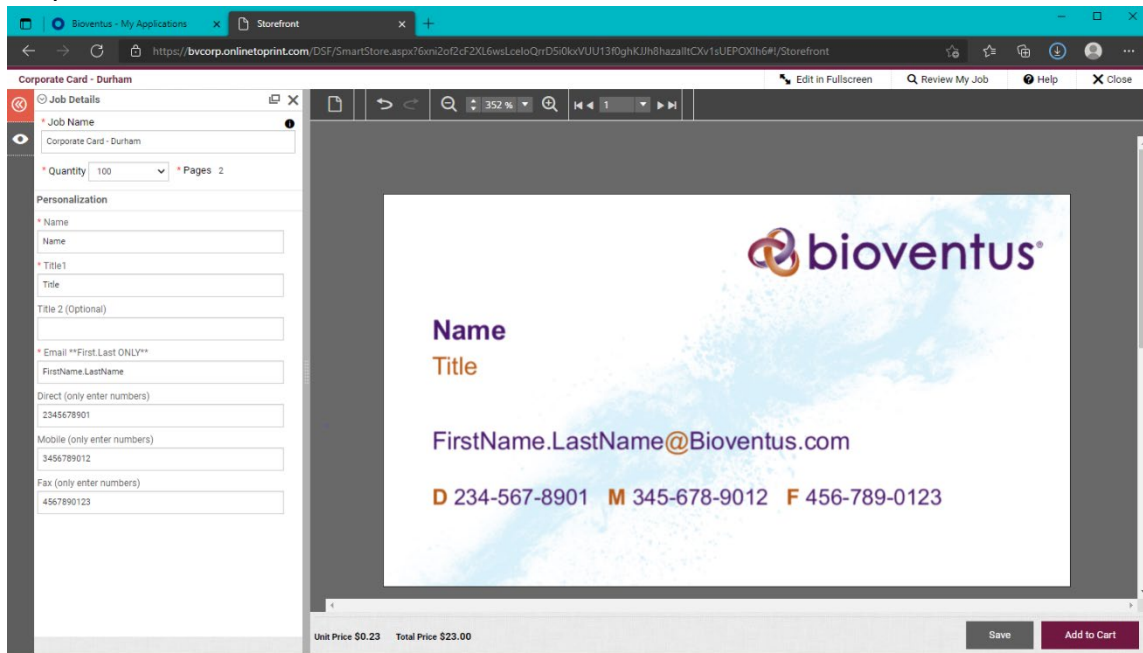 Bioventus - My Applications
Storefront
https://bvcorp.onlinetoprint.com/DSF/SmartStore.aspx?6xni2of2cF2XL6wsLceloQrrD5i0kxVUU13f0ghKJJh8hazalltCXv1sUEPOXlh6#!/Storefront
Corporate Card - Durham
Edit in Fullscreen
Review My Job
Help
Close
Job Details
352 %
1
* Job Name
Corporate Card - Durham
* Quantity 100 * Pages 2
Personalization
* Name
Name
* Title1
Title
Title 2 (Optional)
* Email **First.Last ONLY**
FirstName.LastName
Direct (only enter numbers)
2345678901
Mobile (only enter numbers)
3456789012
Fax (only enter numbers)
4567890123
bioventus®
Name
Title
FirstName.LastName@Bioventus.com
D 234-567-8901 M 345-678-9012 F 456-789-0123
Unit Price $0.23 Total Price $23.00
Save
Add to Cart